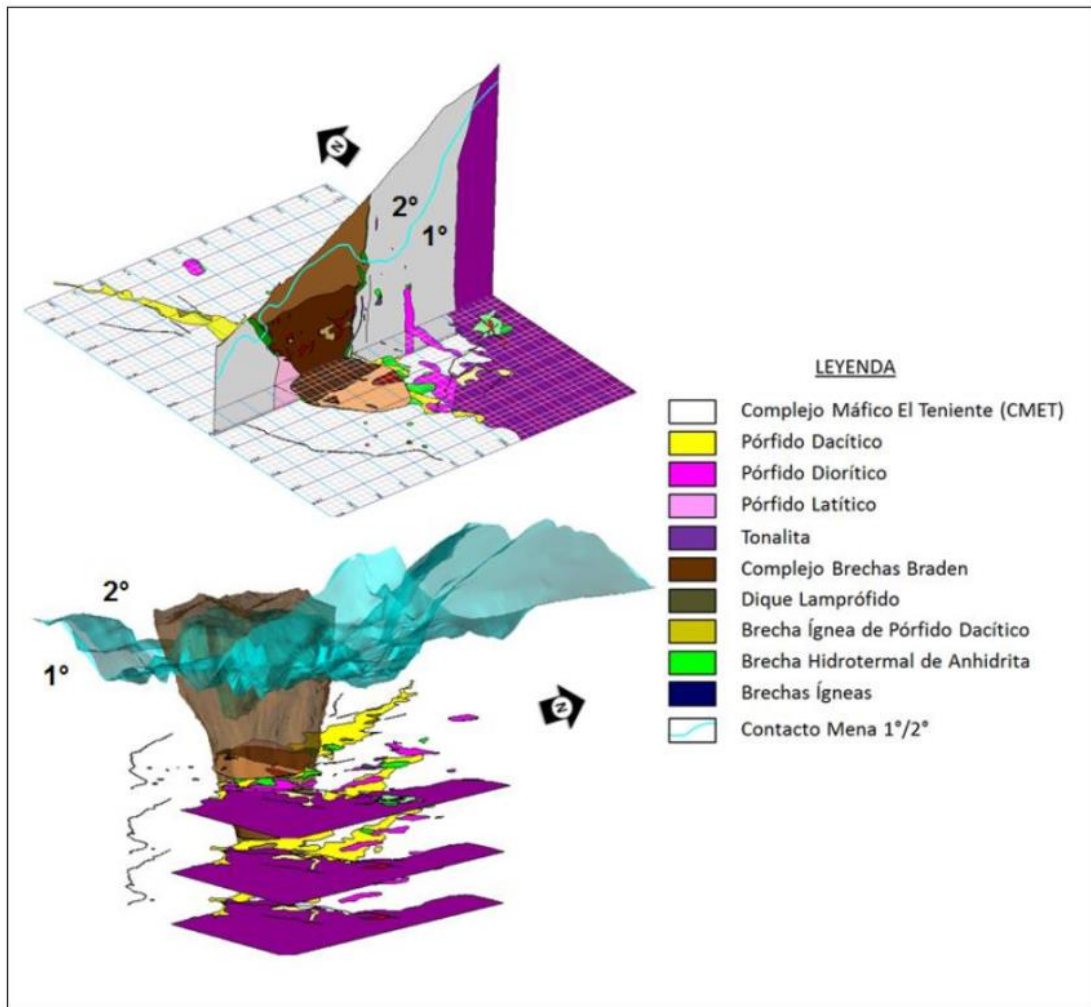 N
2°
1°
2°
1°
N
LEYENDA
Complejo Máfico El Teniente (CMET)
Pórfido Dacítico
Pórfido Diorítico
Pórfido Latítico
Tonalita
Complejo Brechas Braden
Dique Lamprófido
Brecha Ígnea de Pórfido Dacítico
Brecha Hidrotermal de Anhidrita
Brechas Ígneas
Contacto Mena 1°/2°